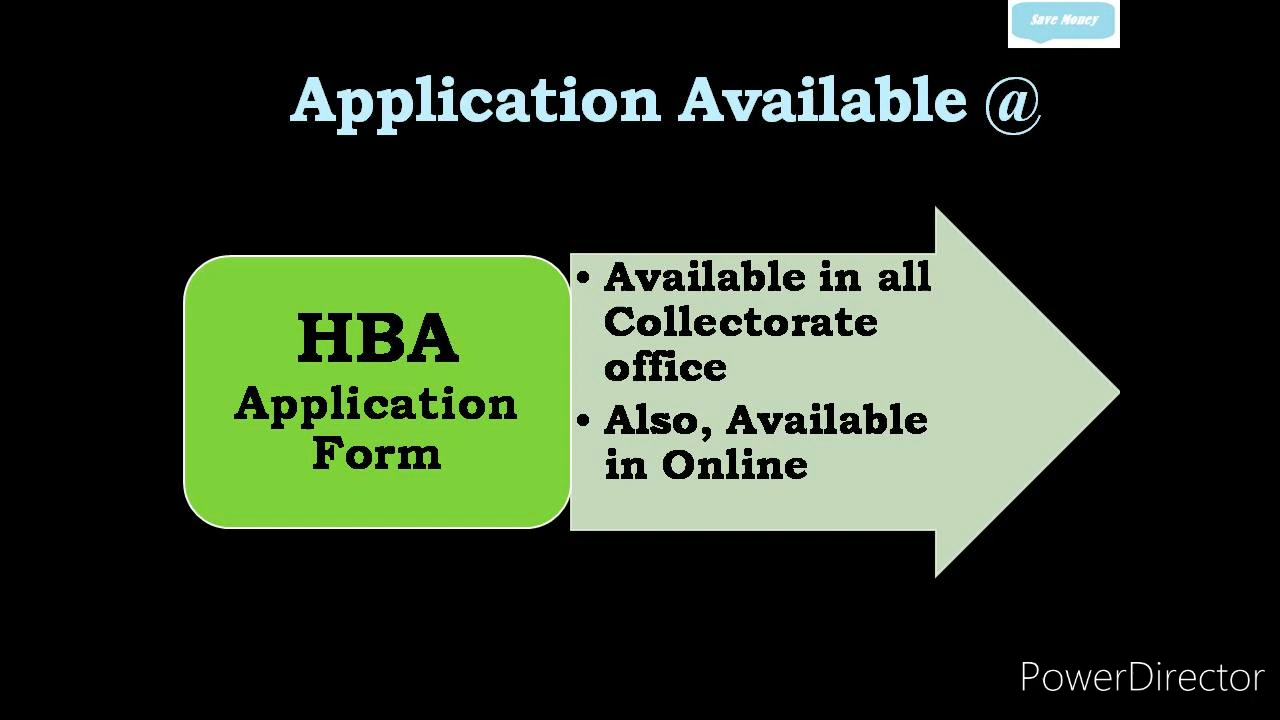 Save Money
Application Available @
HBA
Application
Form
• Available in all
Collectorate
office
• Also, Available
in Online
PowerDirector